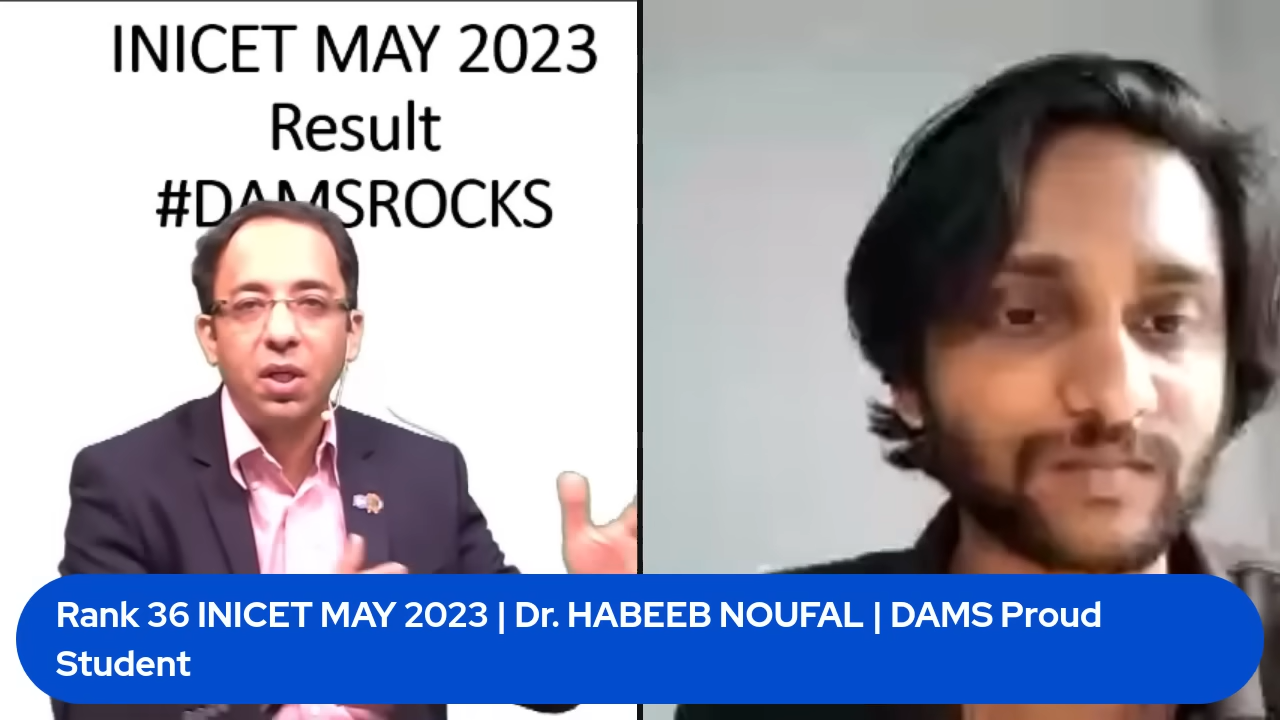 INICET MAY 2023
Result
#DAMSROCKS
Rank 36 INICET MAY 2023 | Dr. HABEEB NOUFAL | DAMS Proud
Student